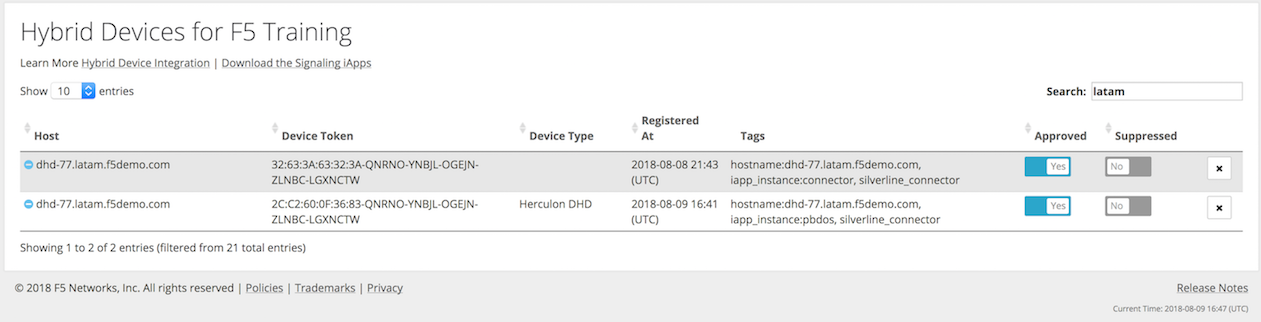 Hybrid Devices for F5 Training
Learn More Hybrid Device Integration | Download the Signaling iApps
Show 10 entries
Search: latam
Host Device Token Device Type Registered At Tags Approved Suppressed
dhd-77.latam.f5demo.com 32:63:3A:63:32:3A-QNRNO-YNBJL-OGEJN- 2018-08-08 21:43 hostname:dhd-77.latam.f5demo.com, Yes No ×
ZLNBC-LGXNCTW (UTC) iapp_instance:connector, silverline_connector
dhd-77.latam.f5demo.com 2C:C2:60:0F:36:83-QNRNO-YNBJL-OGEJN- Herculon DHD 2018-08-09 16:41 hostname:dhd-77.latam.f5demo.com, Yes No ×
ZLNBC-LGXNCTW (UTC) iapp_instance:pbdos, silverline_connector
Showing 1 to 2 of 2 entries (filtered from 21 total entries)
© 2018 F5 Networks, Inc. All rights reserved | Policies | Trademarks | Privacy
Release Notes
Current Time: 2018-08-09 16:47 (UTC)